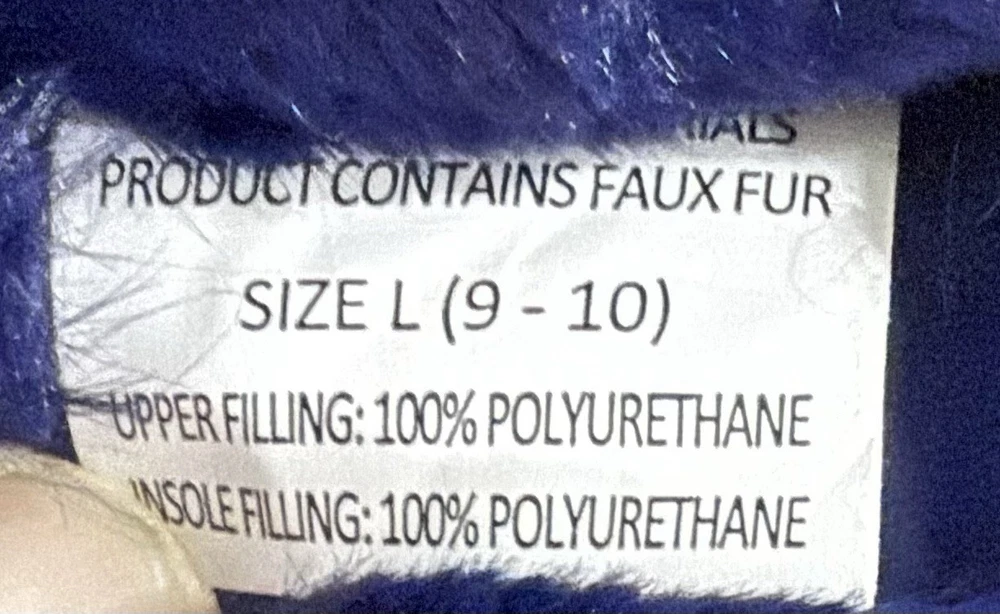 PRODUCT CONTAINS FAUX FUR
SIZE L (9 - 10)
UPPER FILLING: 100% POLYURETHANE
INSOLE FILLING: 100% POLYURETHANE